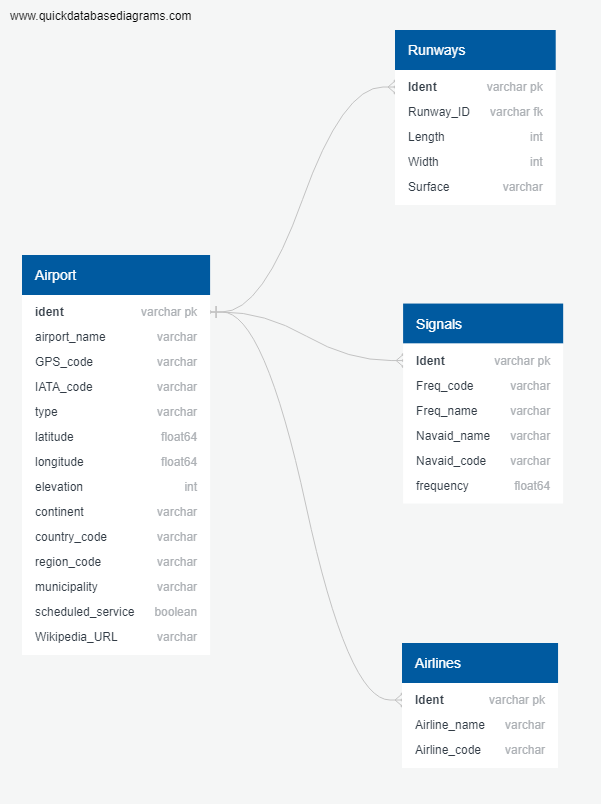 www.quickdatabasediagrams.com
Runways
Ident varchar pk
Runway_ID varchar fk
Length int
Width int
Surface varchar
Airport
ident varchar pk
airport_name varchar
GPS_code varchar
IATA_code varchar
type varchar
latitude float64
longitude float64
elevation int
continent varchar
country_code varchar
region_code varchar
municipality varchar
scheduled_service boolean
Wikipedia_URL varchar
Signals
Ident varchar pk
Freq_code varchar
Freq_name varchar
Navaid_name varchar
Navaid_code varchar
frequency float64
Airlines
Ident varchar pk
Airline_name varchar
Airline_code varchar